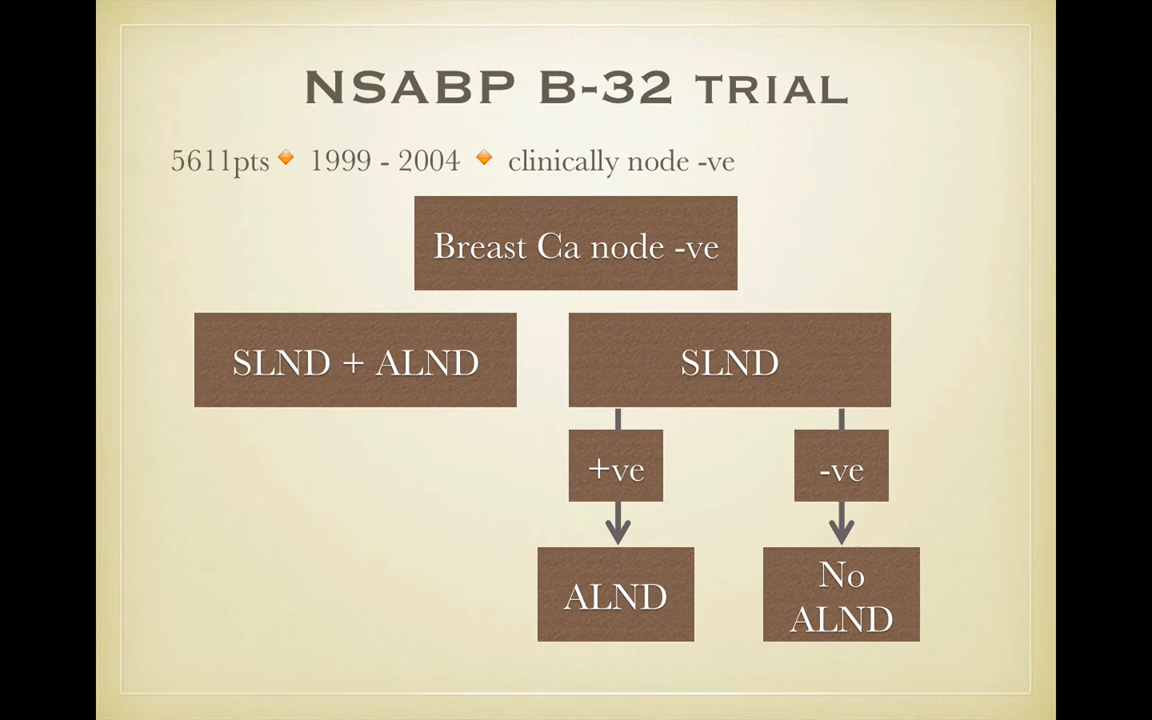 NSABP B-32 TRIAL
5611pts 🔸 1999 - 2004 🔸 clinically node -ve
Breast Ca node -ve
SLND + ALND
SLND
+ve
-ve
ALND
No
ALND